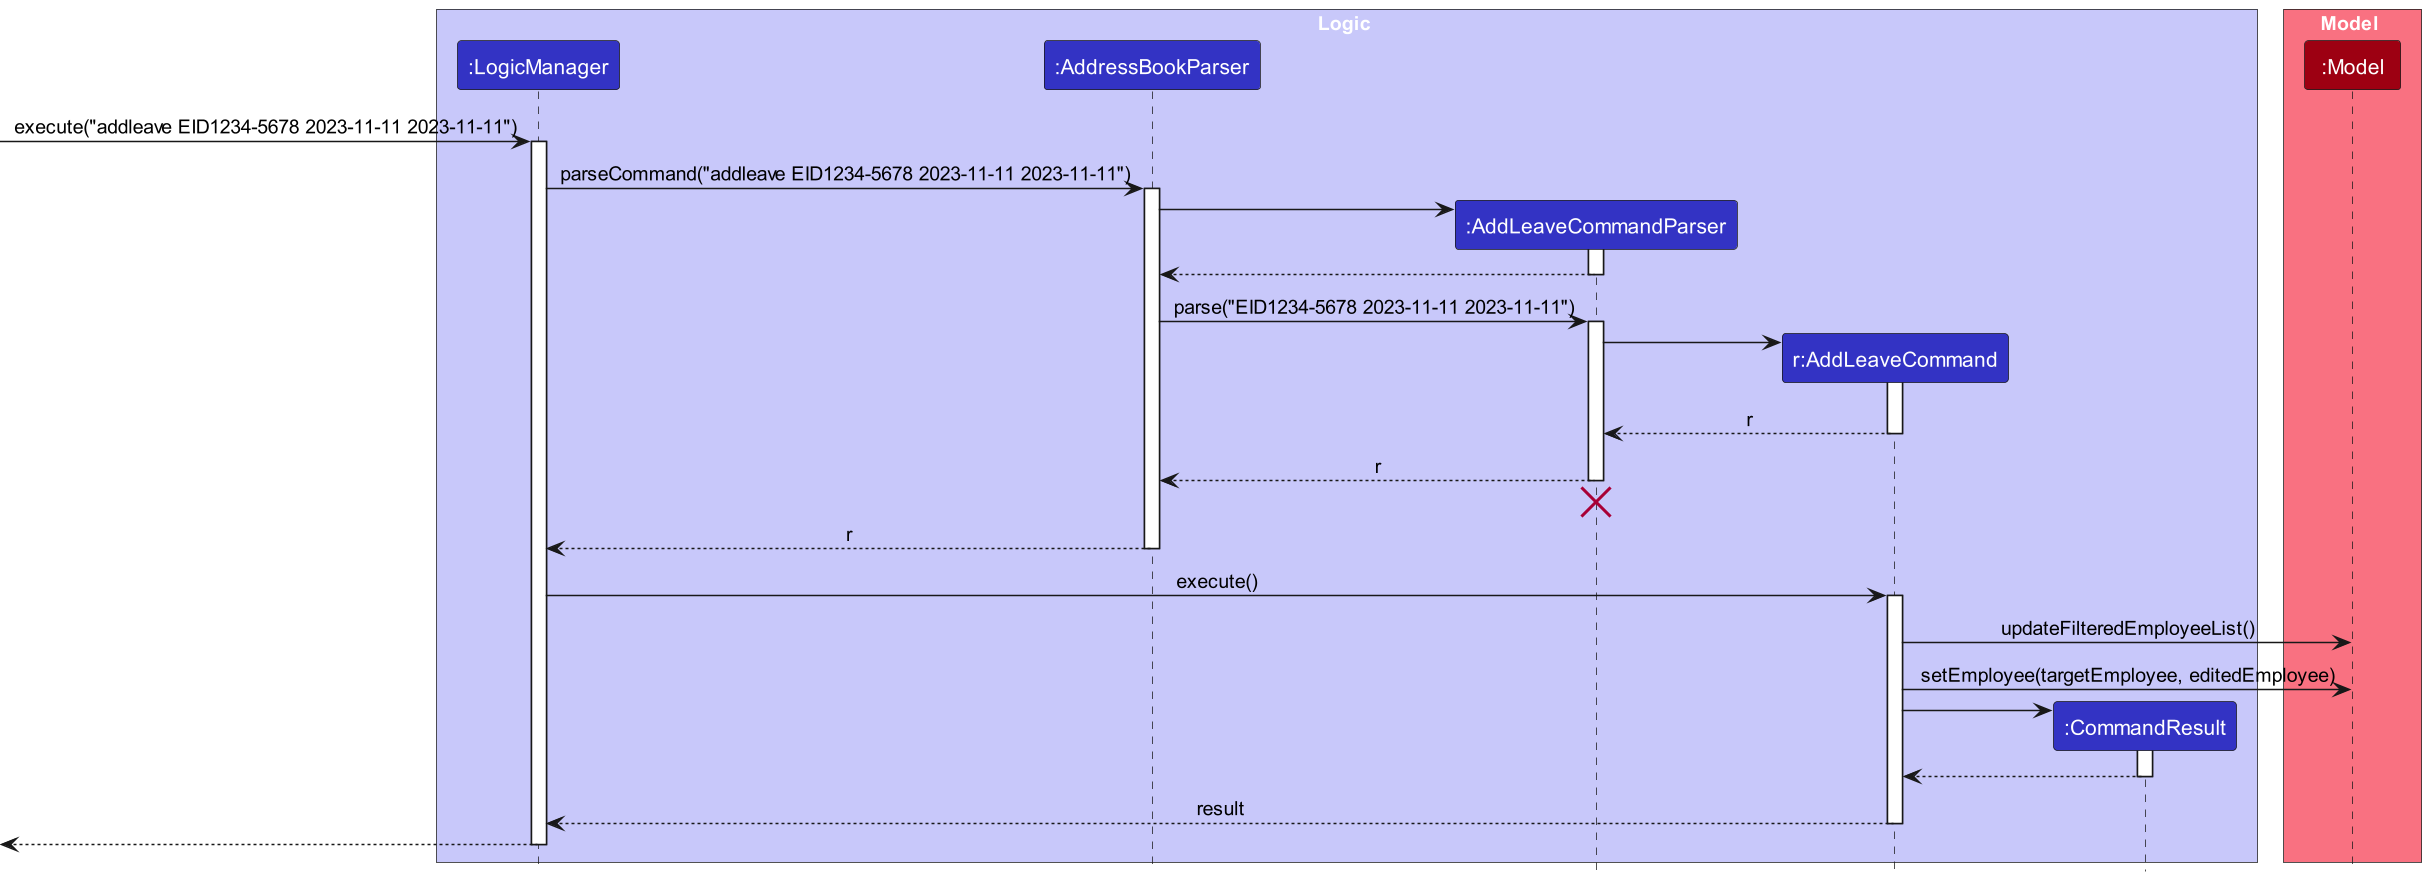 Logic
Model
:LogicManager
:AddressBookParser
:Model
execute("addleave EID1234-5678 2023-11-11 2023-11-11")
parseCommand("addleave EID1234-5678 2023-11-11 2023-11-11")
:AddLeaveCommandParser
parse("EID1234-5678 2023-11-11 2023-11-11")
r:AddLeaveCommand
r
r
r
execute()
updateFilteredEmployeeList()
setEmployee(targetEmployee, editedEmployee)
:CommandResult
result